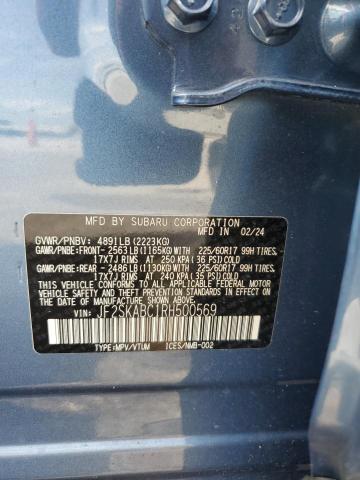 43
MFD BY SUBARU CORPORATION
GVWR/PNBV: 4891LB (2223KG) MFD IN 02/24
GAWR/PNBE:FRONT- 2563LB(1165KG)WITH 225/60R17 99H TIRES
17X7J RIMS AT 250 KPA(36 PSI)COLD
GAWR/PNBE:REAR - 2486LB(1130KG)WITH 225/60R17 99H TIRES
17X7J RIMS AT 240 KPA(35 PSI)COLD
THIS VEHICLE CONFORMS TO ALL APPLICABLE FEDERAL MOTOR
VEHICLE SAFETY AND THEFT PREVENTION STANDARDS IN EFFECT
ON THE DATE OF MANUFACTURE SHOWN ABOVE.
VIN: JF2SKABC1RH500569
TYPE:MPV/VTUM ICES/NMB-002